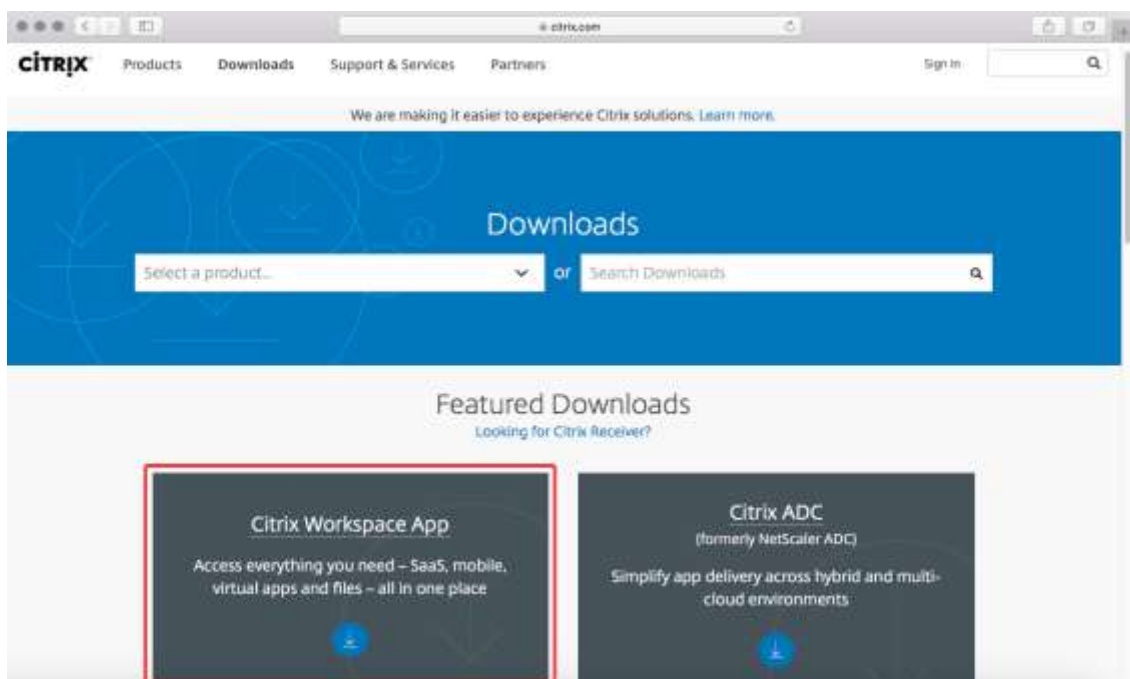 citrix.com
CİTRIX Products Downloads Support & Services Partners Sign In
We are making it easier to experience Citrix solutions. Learn more.
Downloads
Select a product... or Search Downloads
Featured Downloads
Looking for Citrix Receiver?
Citrix Workspace App
Access everything you need – SaaS, mobile,
virtual apps and files – all in one place
Citrix ADC
(formerly NetScaler ADC)
Simplify app delivery across hybrid and multi-
cloud environments